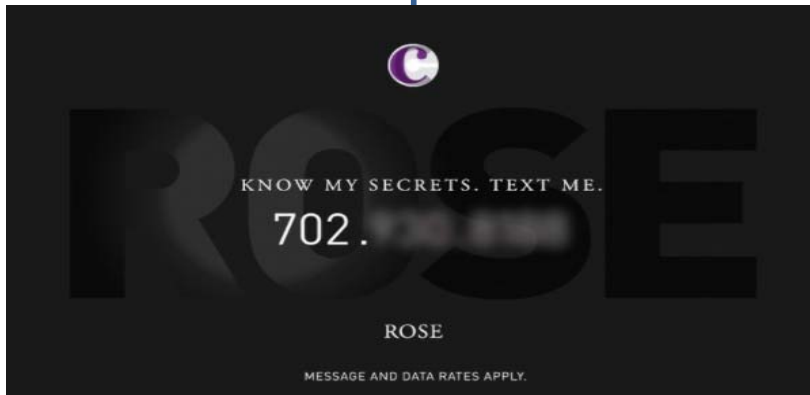 C
ROSE
KNOW MY SECRETS. TEXT ME.
702.
ROSE
MESSAGE AND DATA RATES APPLY.